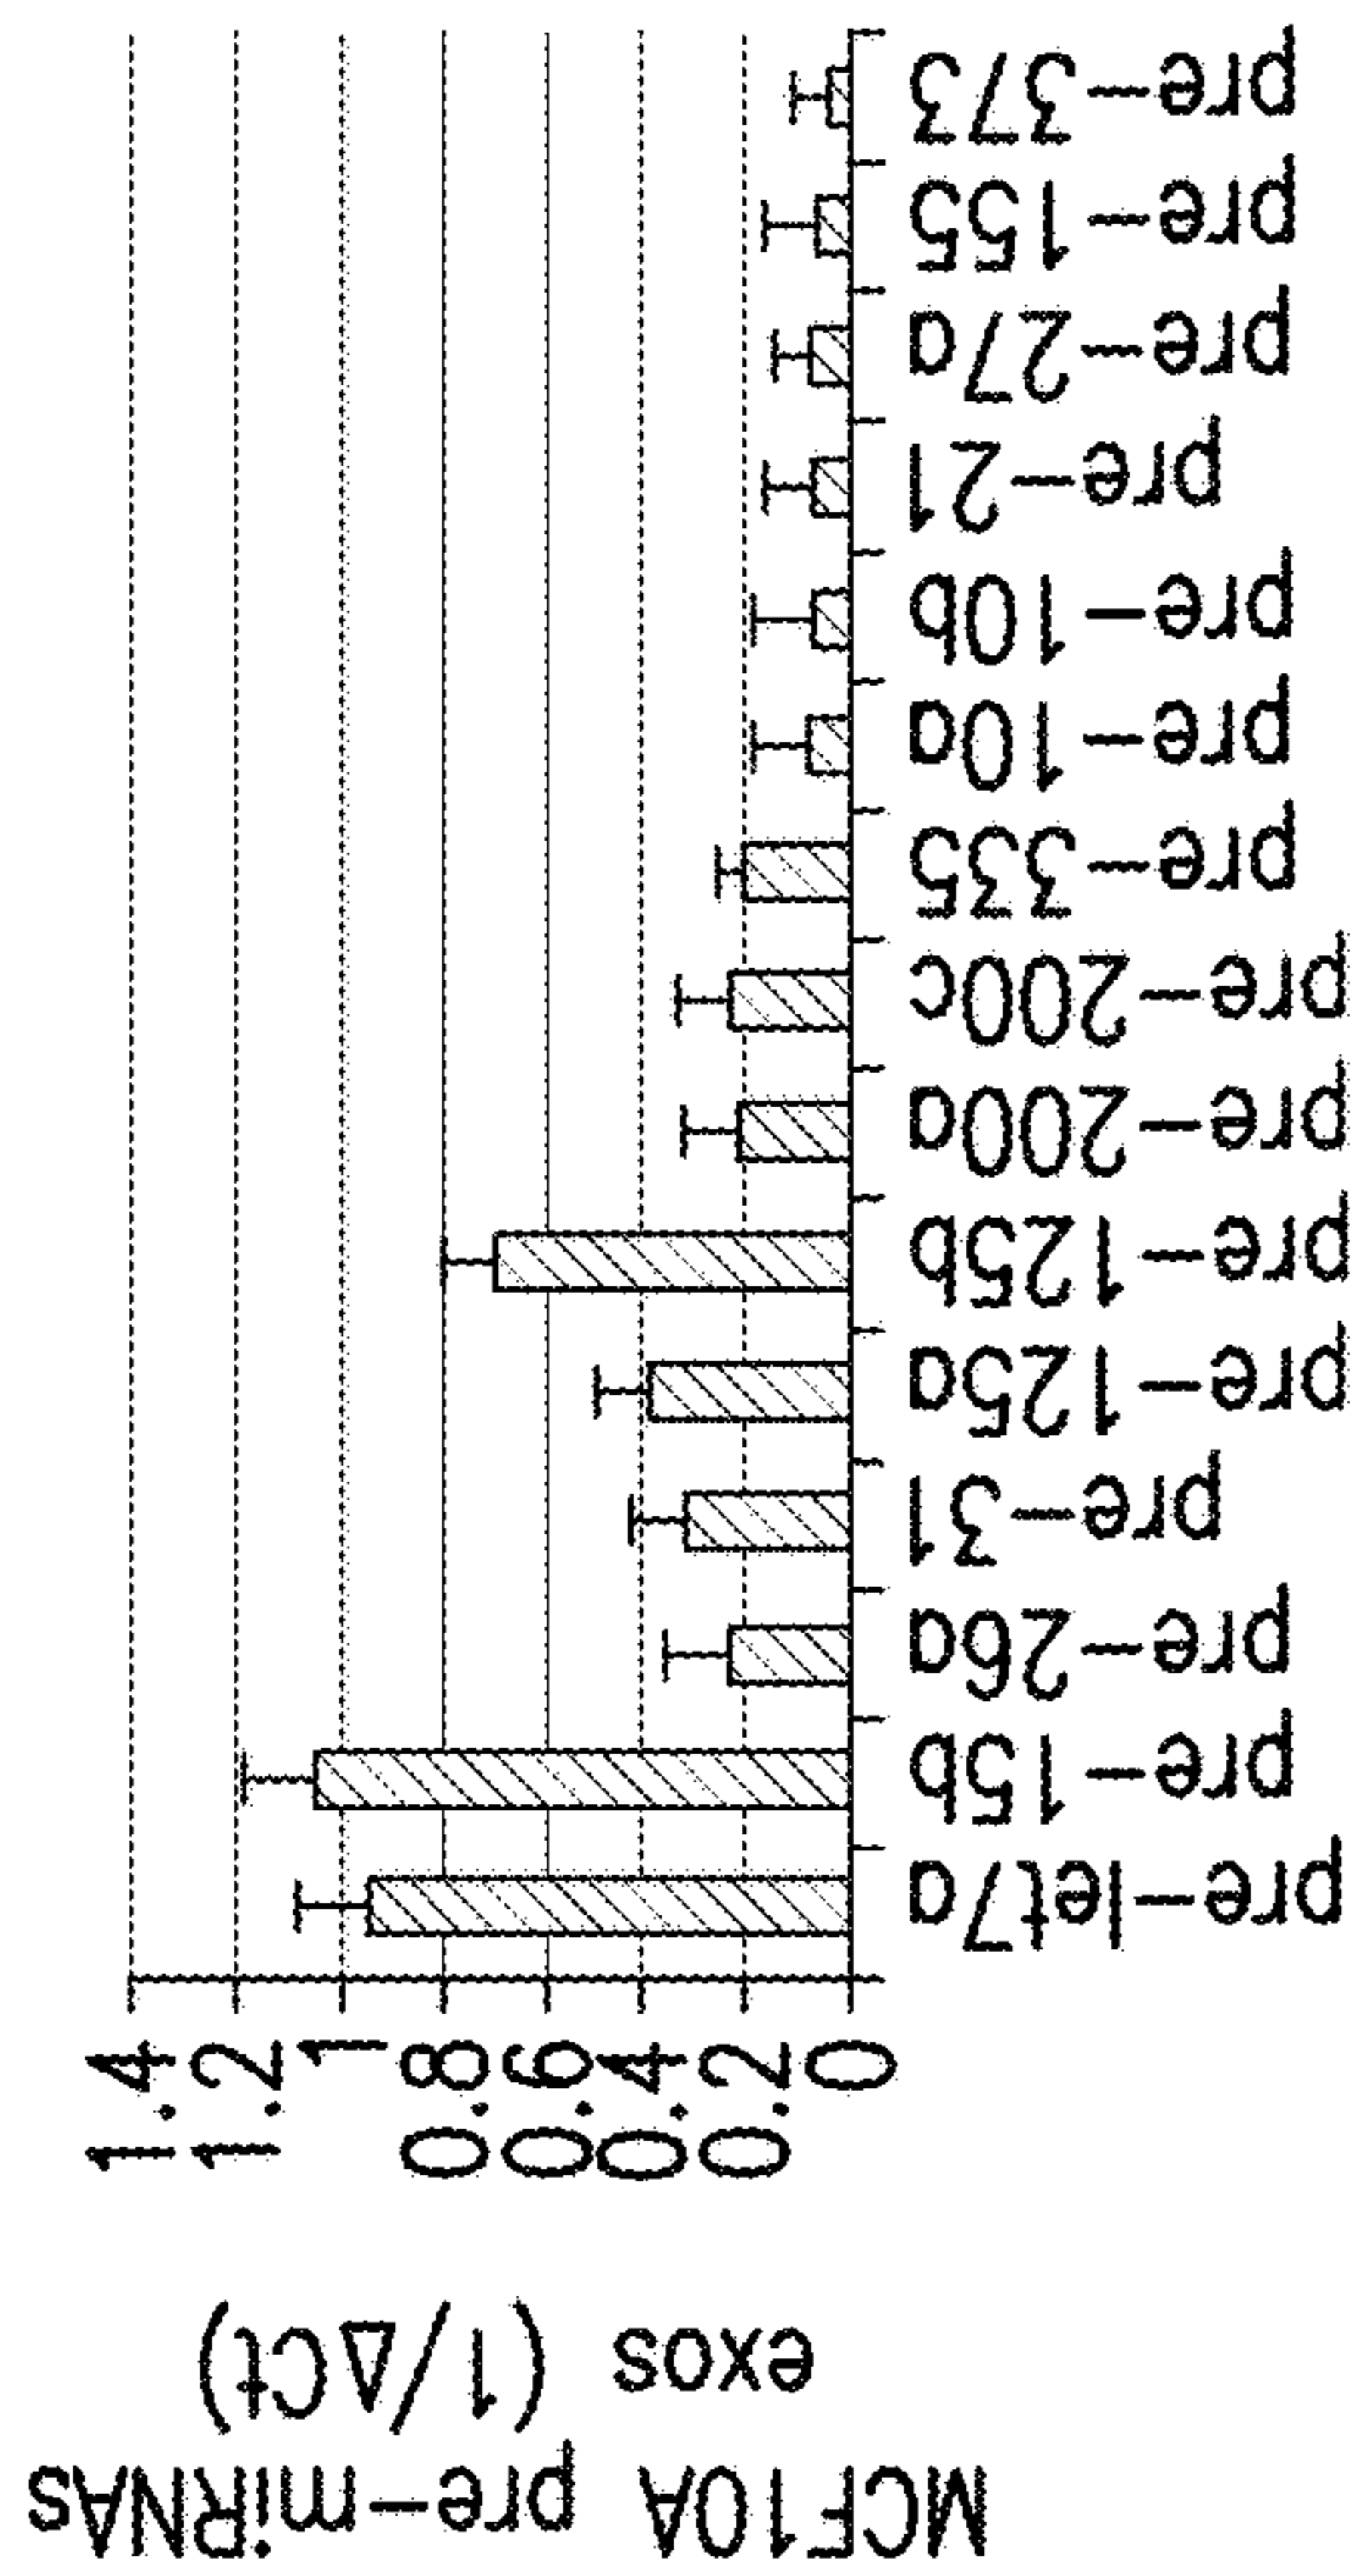 MCF10A pre-miRNAs
exos (1/ΔCt)
1.4
1.2
1
0.8
0.6
0.4
0.2
0
pre-let7a
pre-15b
pre-26a
pre-31
pre-125a
pre-125b
pre-200a
pre-200c
pre-335
pre-10a
pre-10b
pre-21
pre-27a
pre-155
pre-373